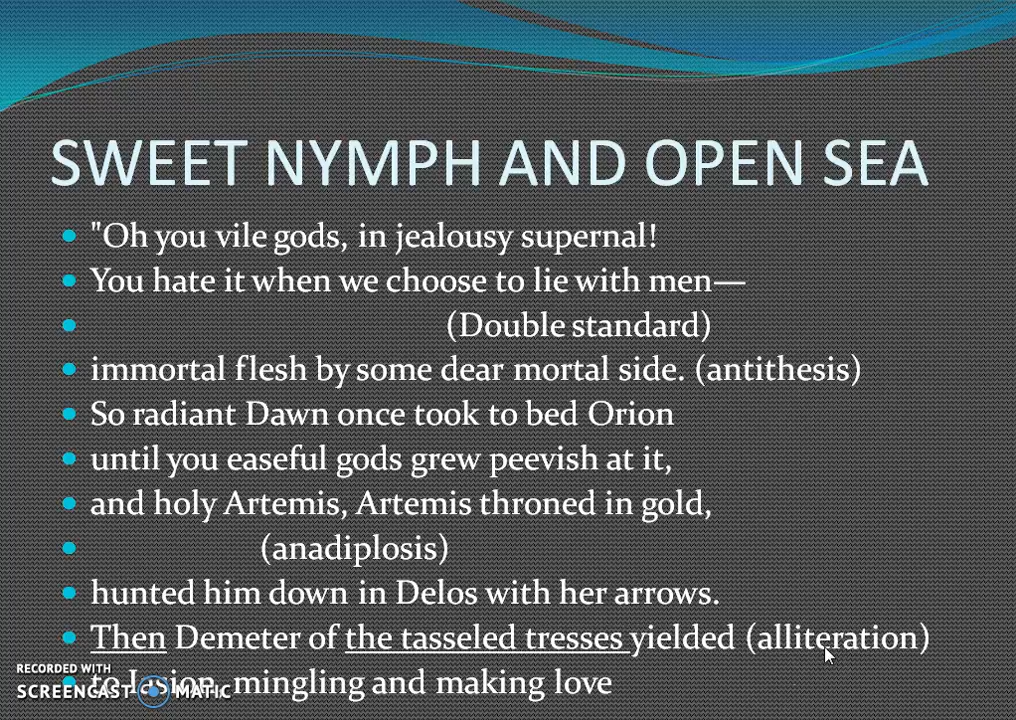 SWEET NYMPH AND OPEN SEA
"Oh you vile gods, in jealousy supernal!
You hate it when we choose to lie with men—
(Double standard)
immortal flesh by some dear mortal side. (antithesis)
So radiant Dawn once took to bed Orion
until you easeful gods grew peevish at it,
and holy Artemis, Artemis throned in gold,
(anadiplosis)
hunted him down in Delos with her arrows.
Then Demeter of the tasseled tresses yielded (alliteration)
to Iasion, mingling and making love
RECORDED WITH
SCREENCAST MATIC